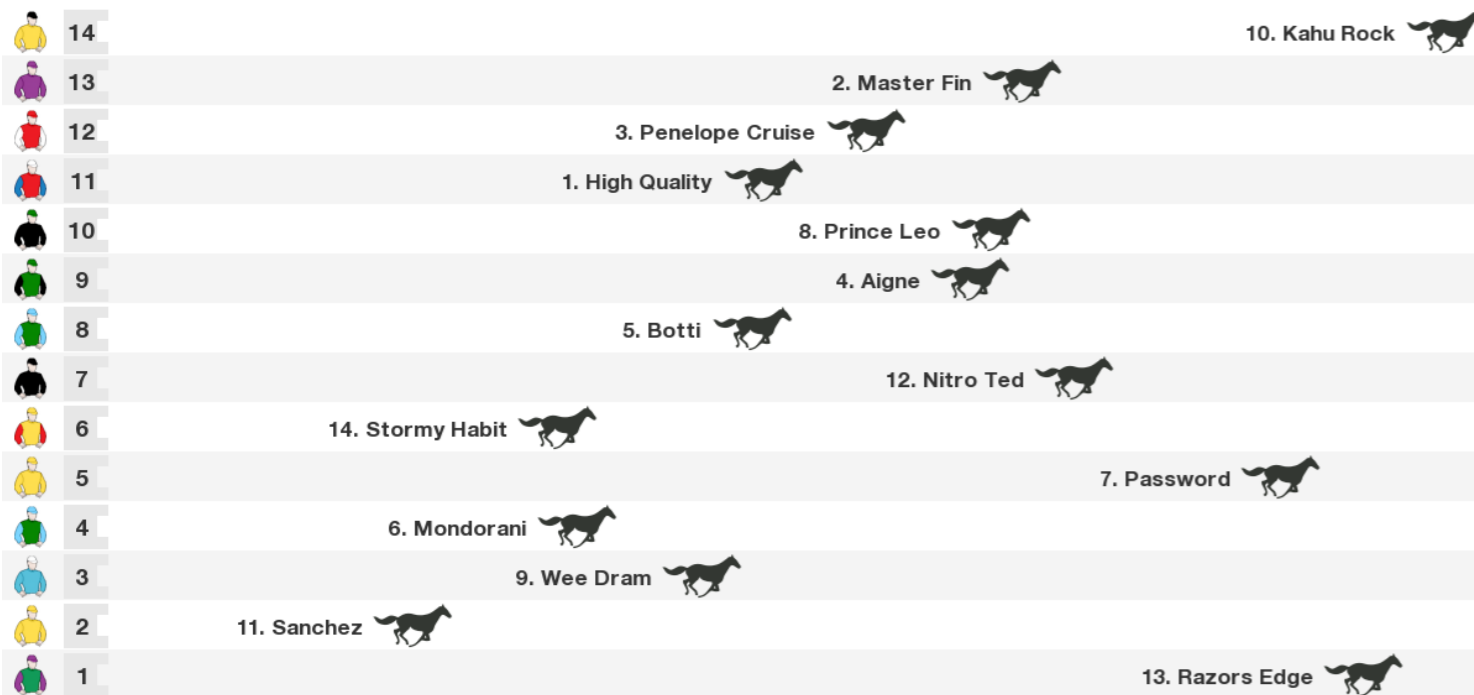 14 10. Kahu Rock
13 2. Master Fin
12 3. Penelope Cruise
11 1. High Quality
10 8. Prince Leo
9 4. Aigne
8 5. Botti
7 12. Nitro Ted
6 14. Stormy Habit
5 7. Password
4 6. Mondorani
3 9. Wee Dram
2 11. Sanchez
1 13. Razors Edge